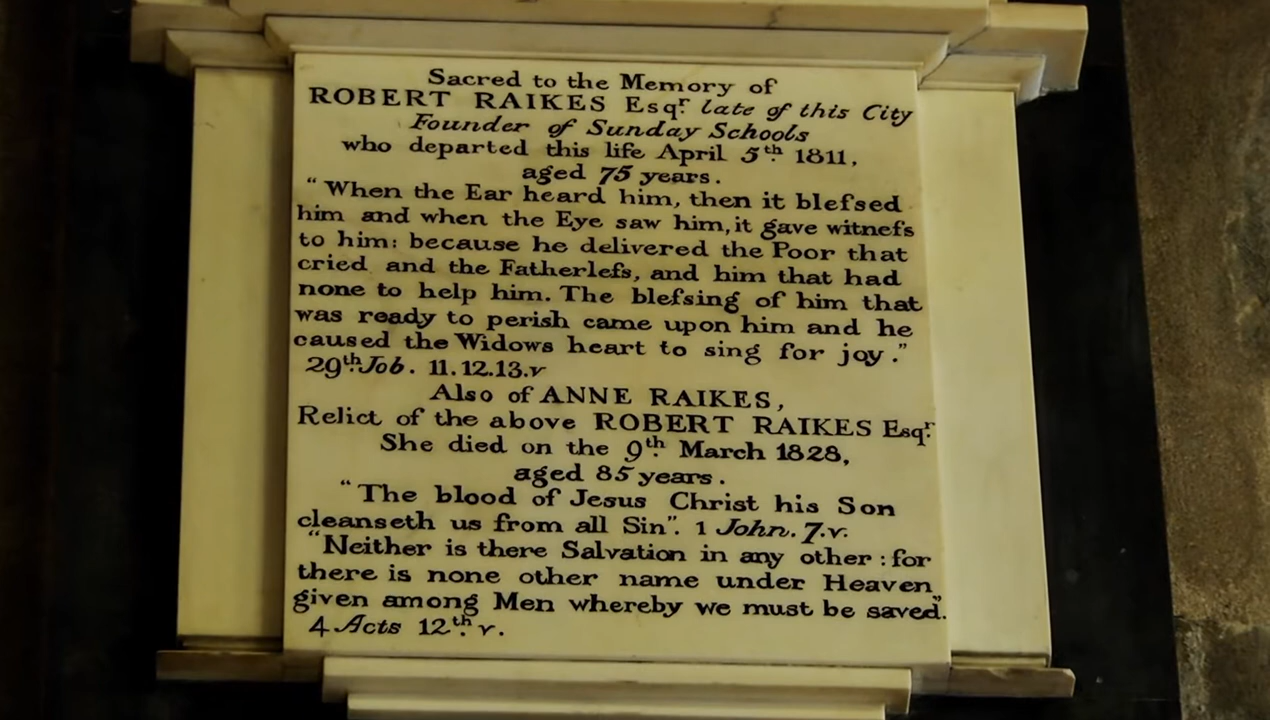 Sacred to the Memory of
ROBERT RAIKES Esqr. late of this City
Founder of Sunday Schools
who departed this life April 5th. 1811,
aged 75 years.
“When the Ear heard him, then it blefsed
him and when the Eye saw him, it gave witnefs
to him: because he delivered the Poor that
cried and the Fatherlefs, and him that had
none to help him. The blefsing of him that
was ready to perish came upon him and he
caused the Widows heart to sing for joy.”
29th. Job. 11.12.13.v
Also of ANNE RAIKES,
Relict of the above ROBERT RAIKES Esqr.
She died on the 9th. March 1828,
aged 85 years.
“The blood of Jesus Christ his Son
cleanseth us from all Sin”. 1 John. 7.v.
“Neither is there Salvation in any other : for
there is none other name under Heaven
given among Men whereby we must be saved.”
4 Acts 12th. v.